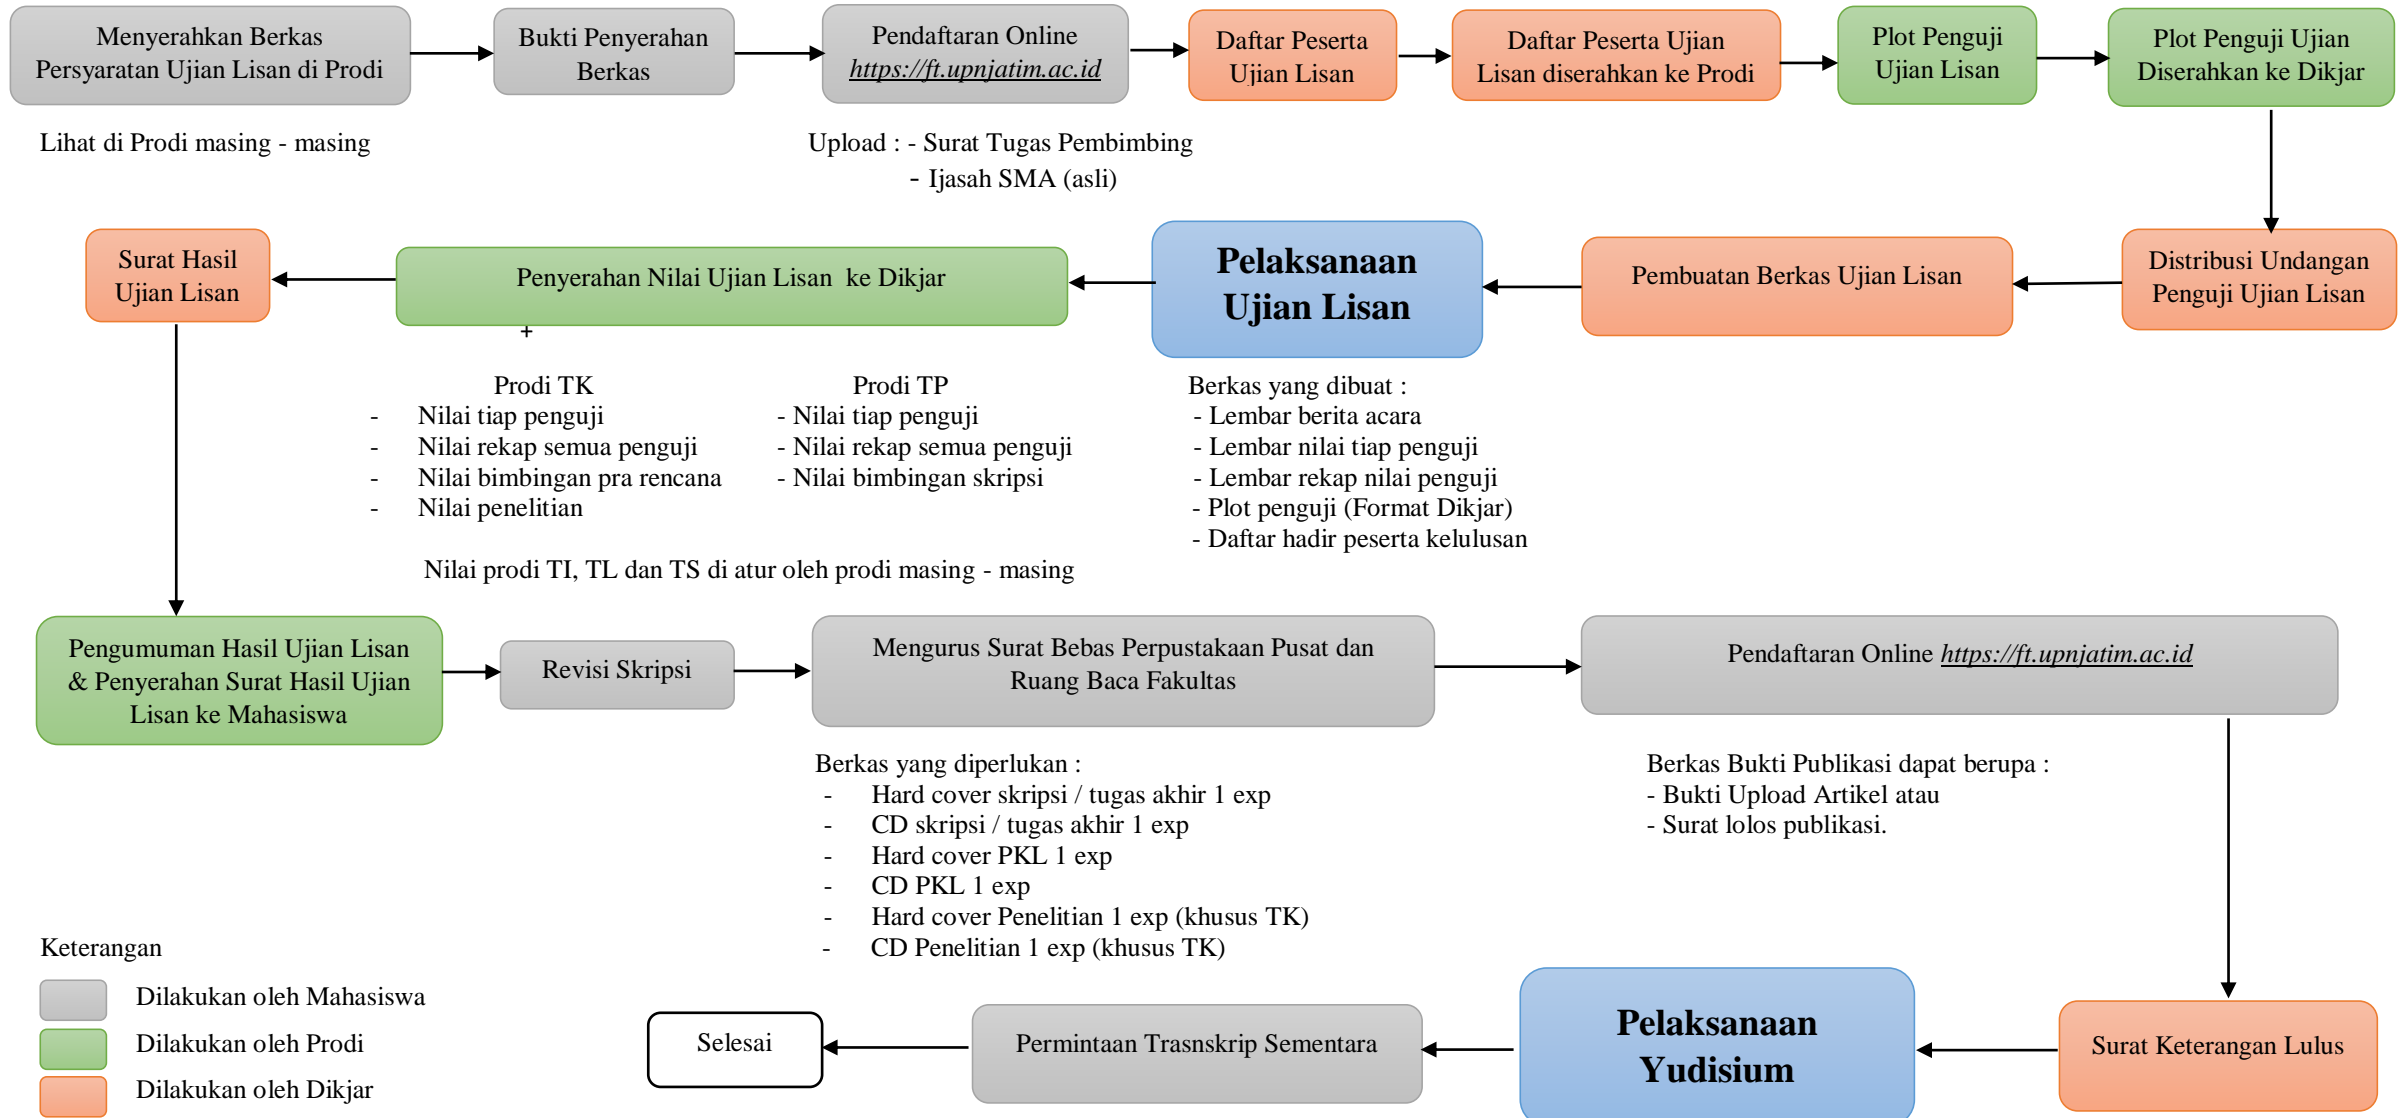 Menyerahkan Berkas
Persyaratan Ujian Lisan di Prodi
Bukti Penyerahan
Berkas
Pendaftaran Online
https://ft.upnjatim.ac.id
Daftar Peserta
Ujian Lisan
Daftar Peserta Ujian
Lisan diserahkan ke Prodi
Plot Penguji
Ujian Lisan
Plot Penguji Ujian
Diserahkan ke Dikjar
Lihat di Prodi masing - masing
Upload : - Surat Tugas Pembimbing
- Ijasah SMA (asli)
Distribusi Undangan
Penguji Ujian Lisan
Pembuatan Berkas Ujian Lisan
Pelaksanaan
Ujian Lisan
Penyerahan Nilai Ujian Lisan ke Dikjar
+
Surat Hasil
Ujian Lisan
Prodi TK
- Nilai tiap penguji
- Nilai rekap semua penguji
- Nilai bimbingan pra rencana
- Nilai penelitian
Prodi TP
- Nilai tiap penguji
- Nilai rekap semua penguji
- Nilai bimbingan skripsi
Nilai prodi TI, TL dan TS di atur oleh prodi masing - masing
Berkas yang dibuat :
- Lembar berita acara
- Lembar nilai tiap penguji
- Lembar rekap nilai penguji
- Plot penguji (Format Dikjar)
- Daftar hadir peserta kelulusan
Pengumuman Hasil Ujian Lisan
& Penyerahan Surat Hasil Ujian
Lisan ke Mahasiswa
Revisi Skripsi
Mengurus Surat Bebas Perpustakaan Pusat dan
Ruang Baca Fakultas
Pendaftaran Online https://ft.upnjatim.ac.id
Berkas yang diperlukan :
- Hard cover skripsi / tugas akhir 1 exp
- CD skripsi / tugas akhir 1 exp
- Hard cover PKL 1 exp
- CD PKL 1 exp
- Hard cover Penelitian 1 exp (khusus TK)
- CD Penelitian 1 exp (khusus TK)
Berkas Bukti Publikasi dapat berupa :
- Bukti Upload Artikel atau
- Surat lolos publikasi.
Surat Keterangan Lulus
Pelaksanaan
Yudisium
Permintaan Trasnskrip Sementara
Selesai
Keterangan
Dilakukan oleh Mahasiswa
Dilakukan oleh Prodi
Dilakukan oleh Dikjar